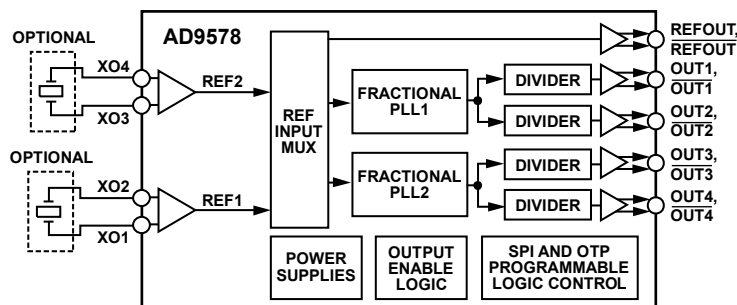 AD9578
OPTIONAL
XO4
XO3
REF2
OPTIONAL
XO2
XO1
REF1
REF
INPUT
MUX
FRACTIONAL
PLL1
FRACTIONAL
PLL2
DIVIDER
DIVIDER
DIVIDER
DIVIDER
REFOUT,
REFOUT
OUT1,
OUT1
OUT2,
OUT2
OUT3,
OUT3
OUT4,
OUT4
POWER
SUPPLIES
OUTPUT
ENABLE
LOGIC
SPI AND OTP
PROGRAMMABLE
LOGIC CONTROL